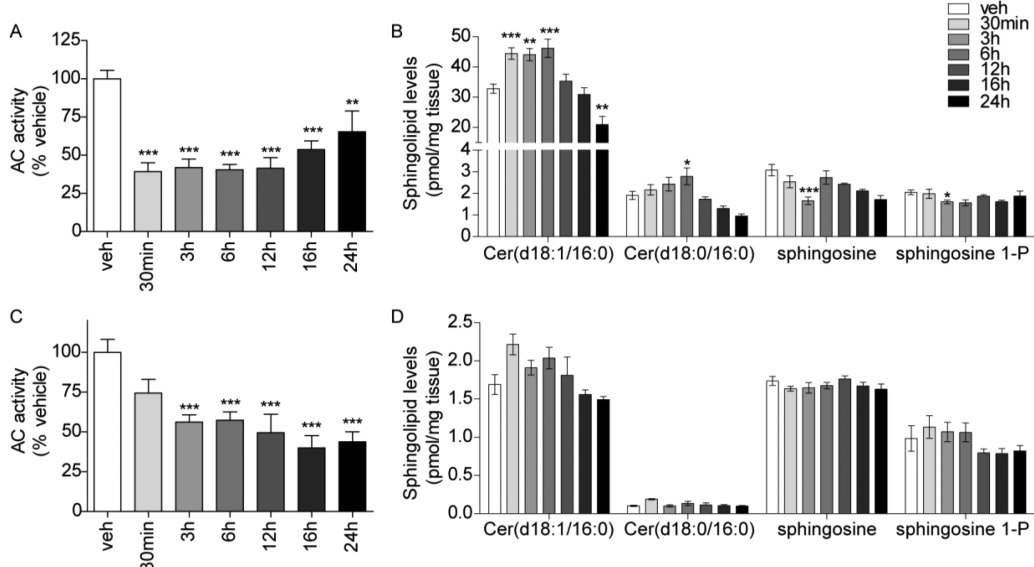 A
AC activity
(% vehicle)
125
100
75
50
25
0
***
***
***
***
***
**
veh
30min
3h
6h
12h
16h
24h
B
Sphingolipid levels
(pmol/mg tissue)
50
40
30
20
4
3
2
1
0
***
**
***
**
*
***
*
Cer(d18:1/16:0)
Cer(d18:0/16:0)
sphingosine
sphingosine 1-P
veh
30min
3h
6h
12h
16h
24h
C
AC activity
(% vehicle)
100
75
50
25
0
***
***
***
***
***
veh
30min
3h
6h
12h
16h
24h
D
Sphingolipid levels
(pmol/mg tissue)
2.5
2.0
1.5
1.0
0.5
0.0
Cer(d18:1/16:0)
Cer(d18:0/16:0)
sphingosine
sphingosine 1-P